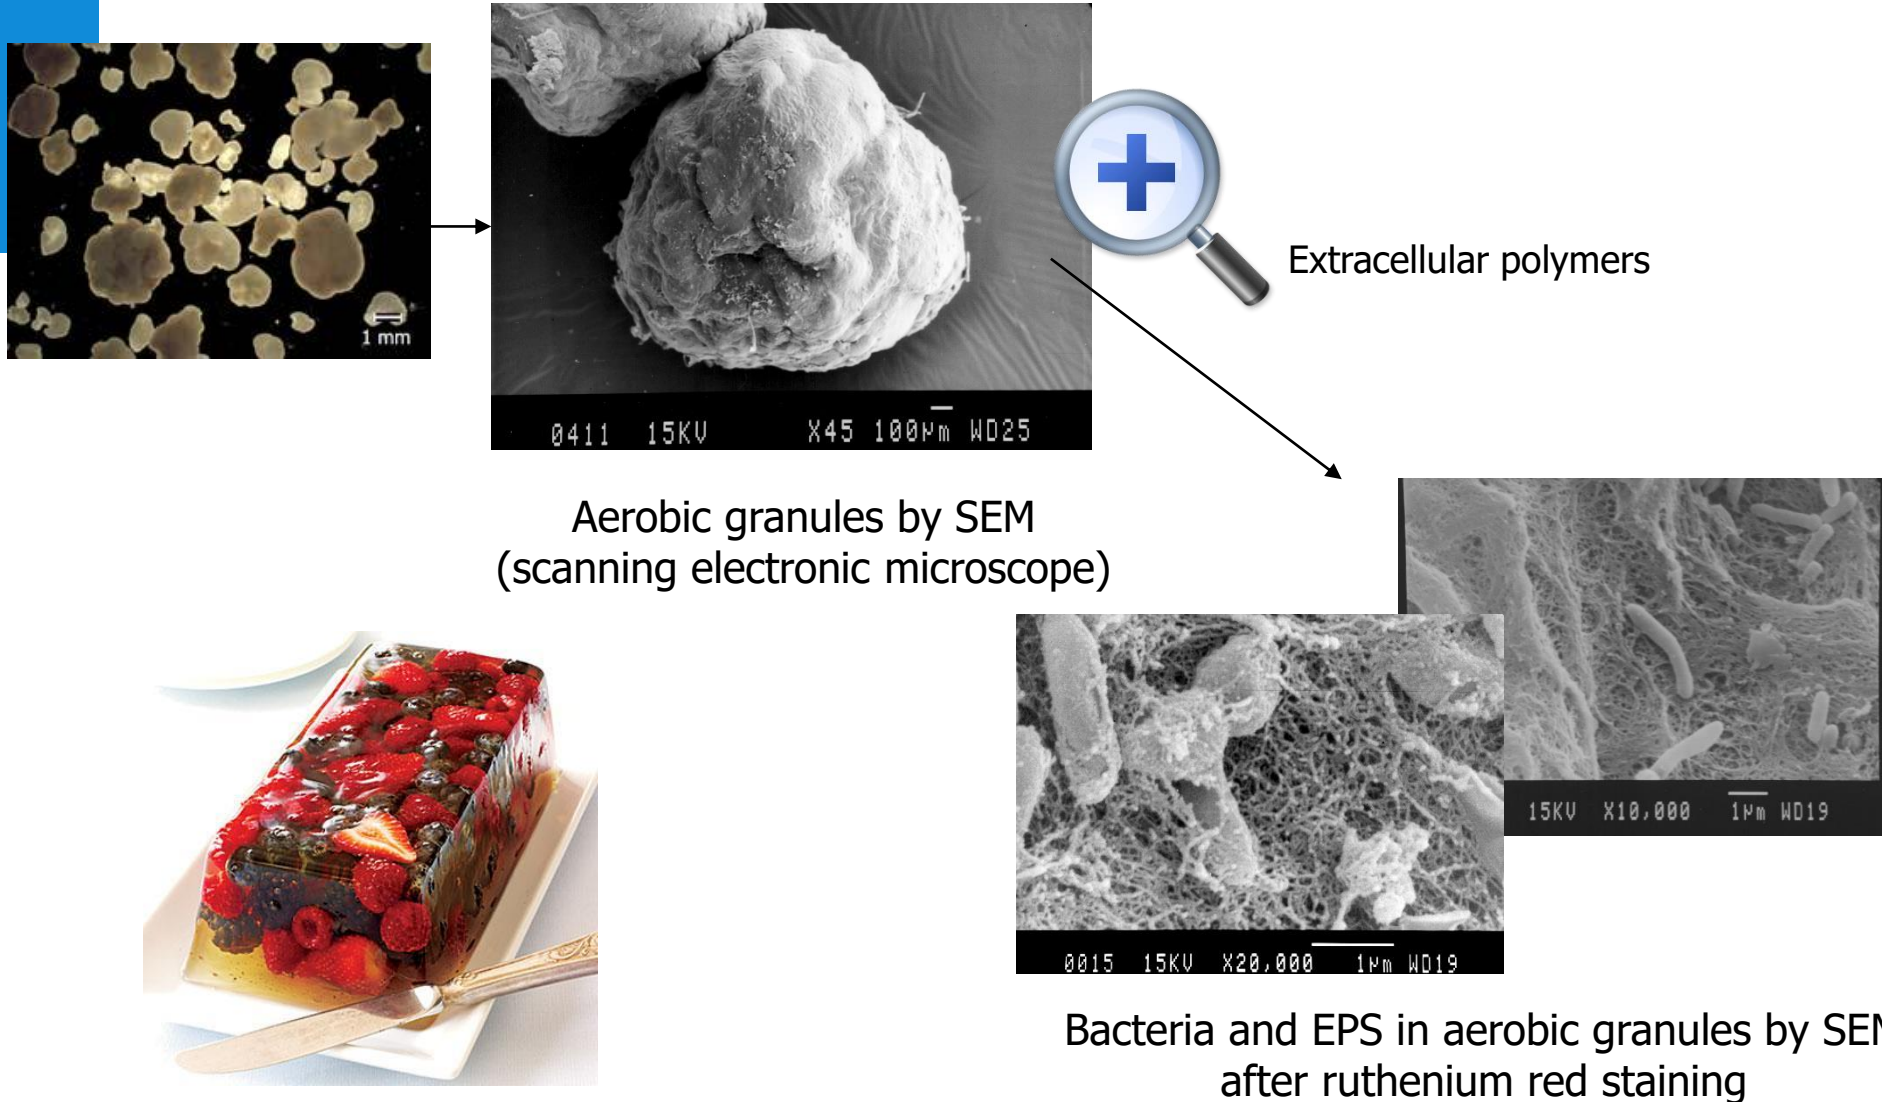 1 mm
0411 15KV X45 100µm WD25
Extracellular polymers
Aerobic granules by SEM
(scanning electronic microscope)
15KV X10,000 1µm WD19
0015 15KV X20,000 1µm WD19
Bacteria and EPS in aerobic granules by SEM
after ruthenium red staining